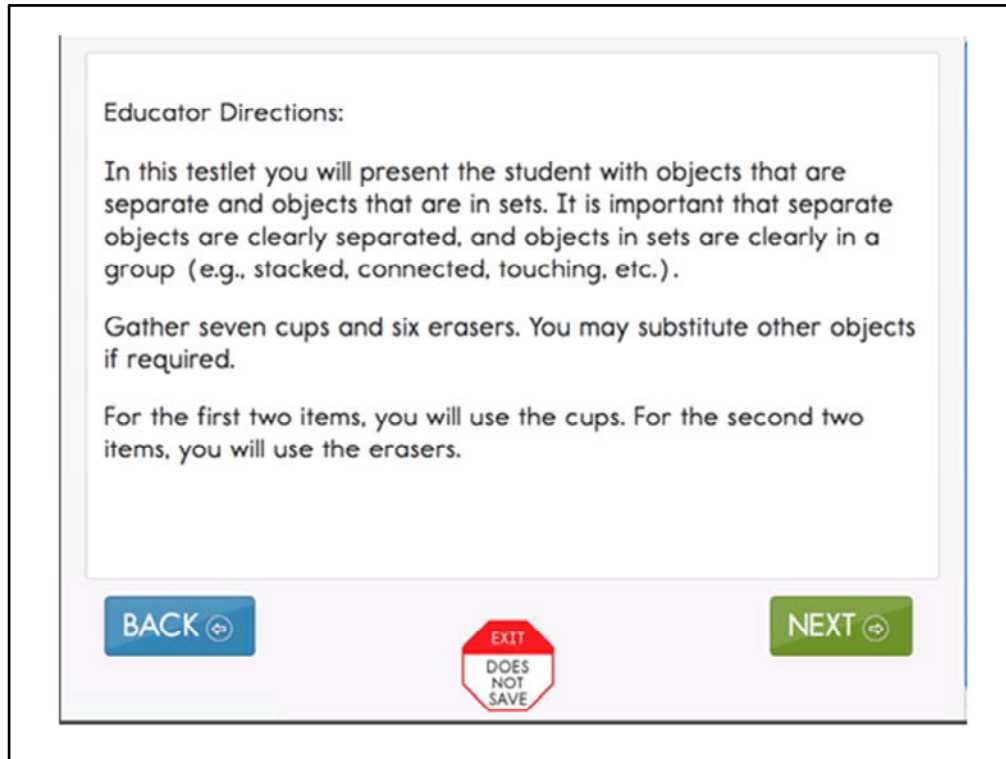 Educator Directions:
In this testlet you will present the student with objects that are
separate and objects that are in sets. It is important that separate
objects are clearly separated, and objects in sets are clearly in a
group (e.g., stacked, connected, touching, etc.).
Gather seven cups and six erasers. You may substitute other objects
if required.
For the first two items, you will use the cups. For the second two
items, you will use the erasers.
BACK
EXIT
DOES
NOT
SAVE
NEXT